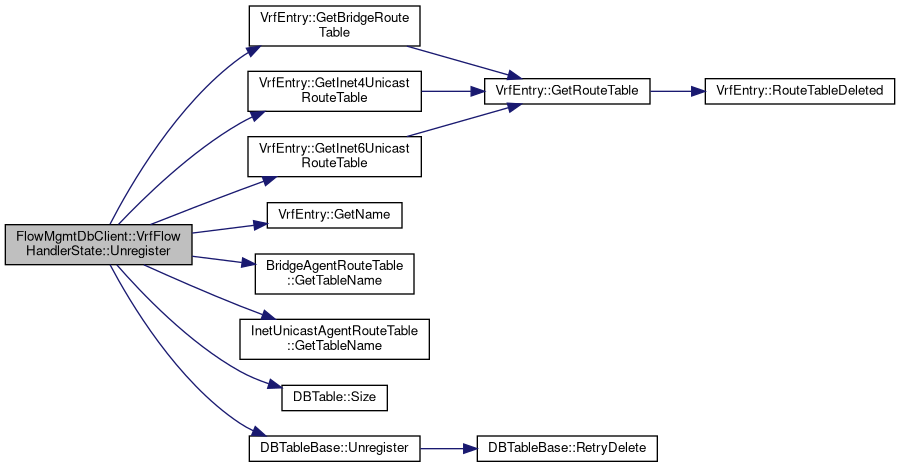 VrfEntry::GetBridgeRoute
Table
VrfEntry::GetInet4Unicast
RouteTable
VrfEntry::GetRouteTable
VrfEntry::RouteTableDeleted
VrfEntry::GetInet6Unicast
RouteTable
VrfEntry::GetName
FlowMgmtDbClient::VrfFlow
HandlerState::Unregister
BridgeAgentRouteTable
::GetTableName
InetUnicastAgentRouteTable
::GetTableName
DBTable::Size
DBTableBase::Unregister
DBTableBase::RetryDelete